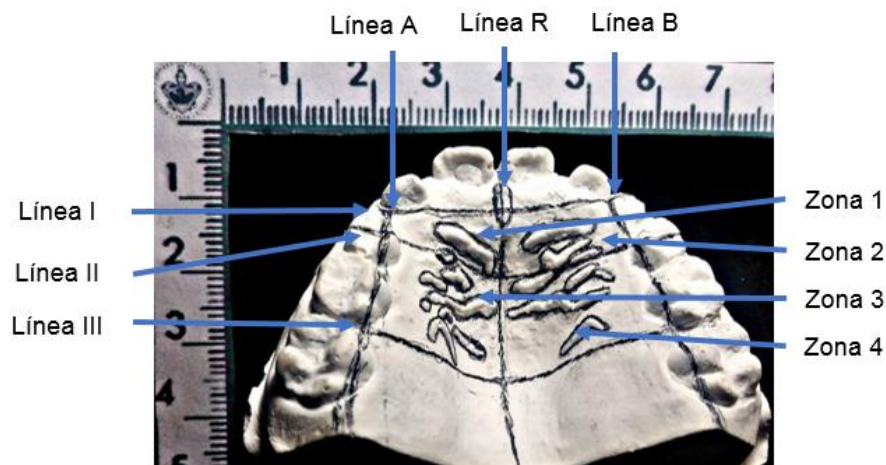 Línea A
Línea R
Línea B
1 2 3 4 5 6 7
Línea I
Línea II
Línea III
1
2
3
4
Zona 1
Zona 2
Zona 3
Zona 4